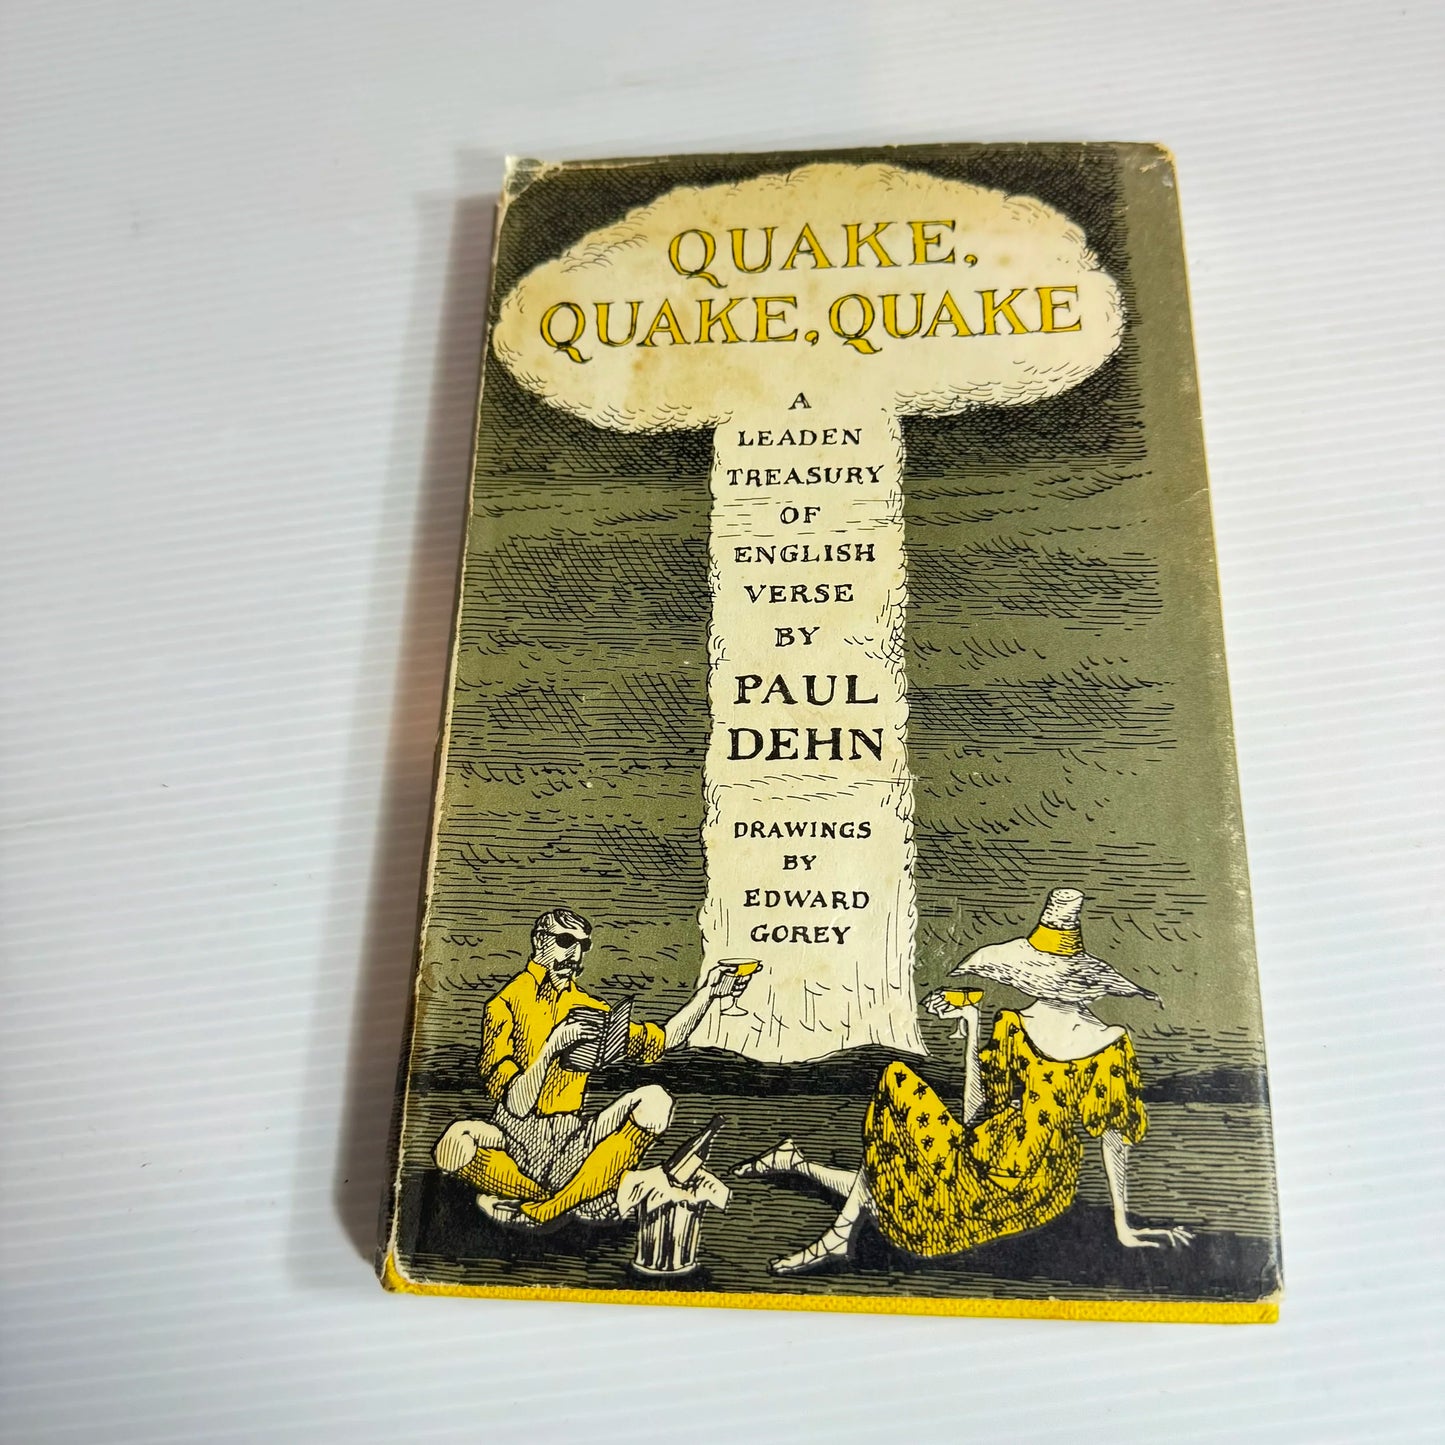 QUAKE,
QUAKE, QUAKE
A
LEADEN
TREASURY
OF
ENGLISH
VERSE
BY
PAUL
DEHN
DRAWINGS
BY
EDWARD
GOREY